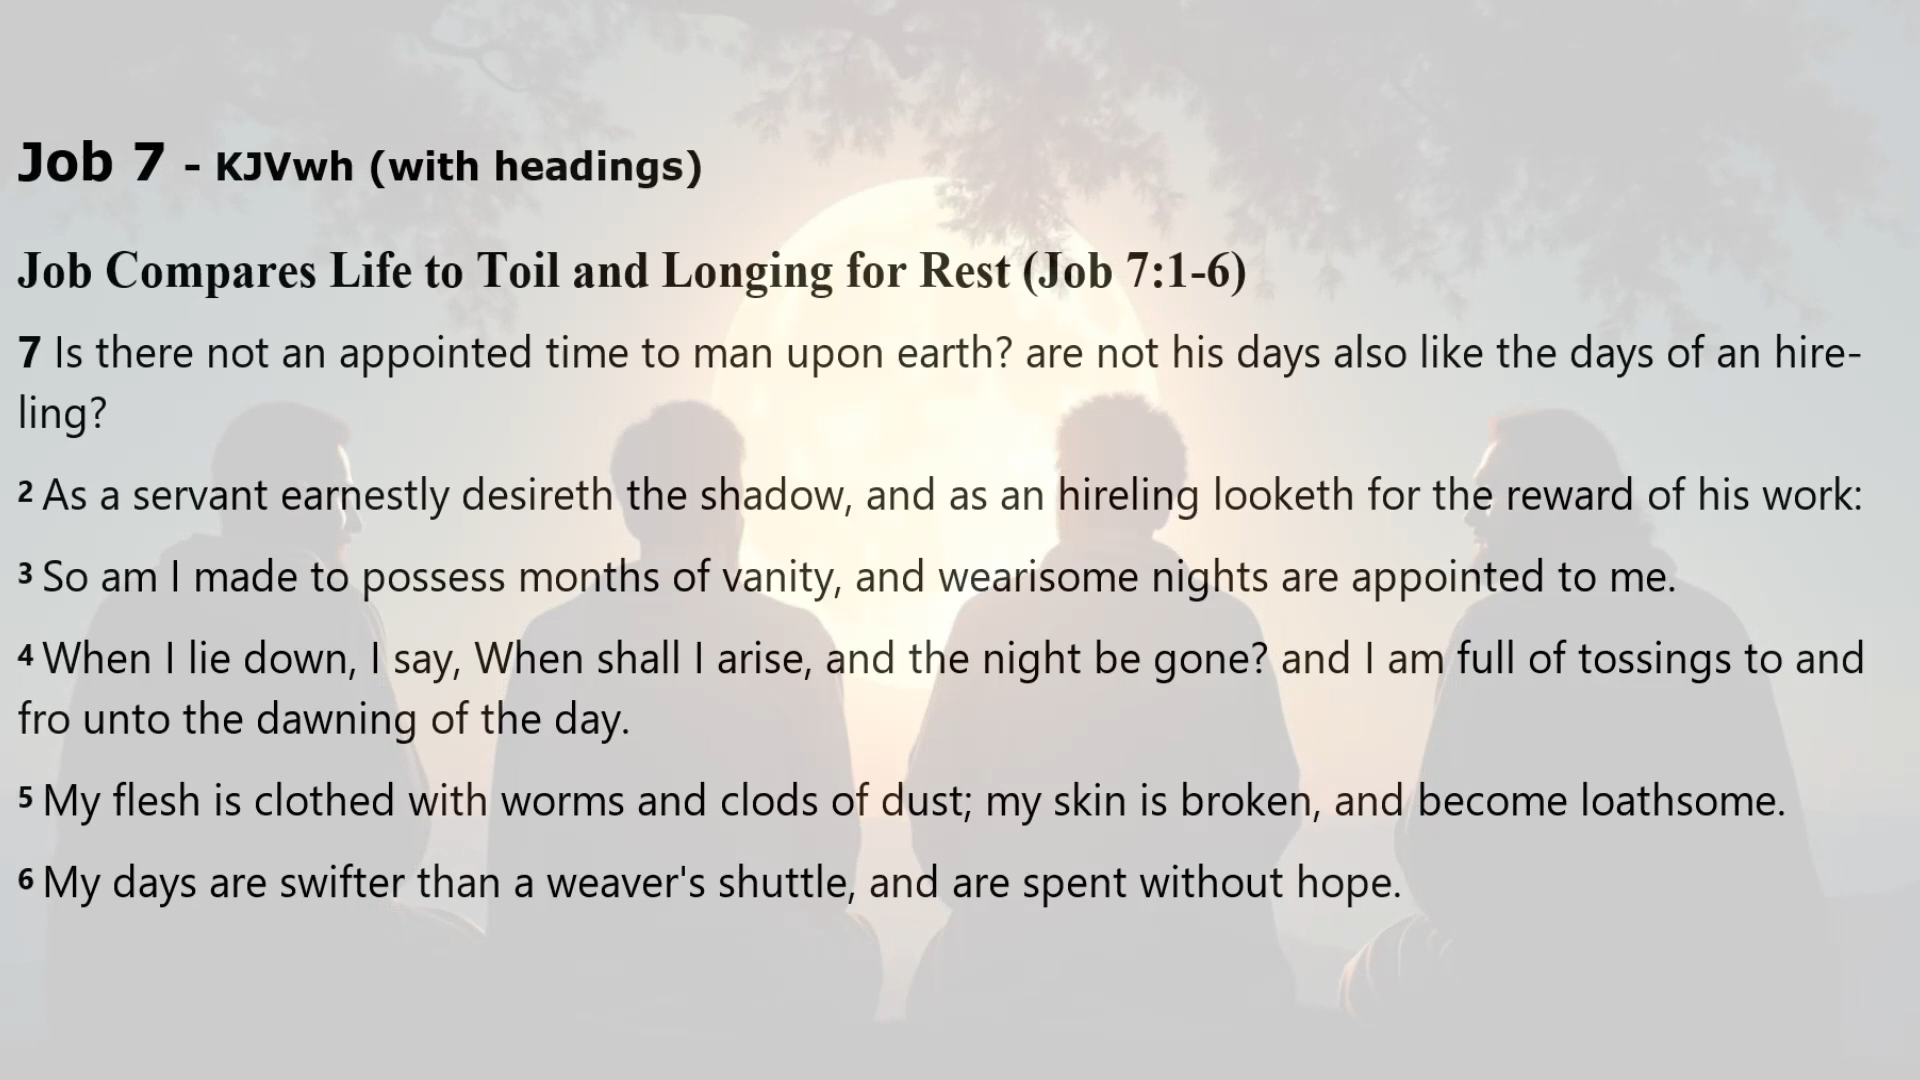 Job 7 - KJVwh (with headings)
Job Compares Life to Toil and Longing for Rest (Job 7:1-6)
7 Is there not an appointed time to man upon earth? are not his days also like the days of an hire-
ling?
2 As a servant earnestly desireth the shadow, and as an hireling looketh for the reward of his work:
3 So am I made to possess months of vanity, and wearisome nights are appointed to me.
4 When I lie down, I say, When shall I arise, and the night be gone? and I am full of tossings to and
fro unto the dawning of the day.
5 My flesh is clothed with worms and clods of dust; my skin is broken, and become loathsome.
6 My days are swifter than a weaver's shuttle, and are spent without hope.